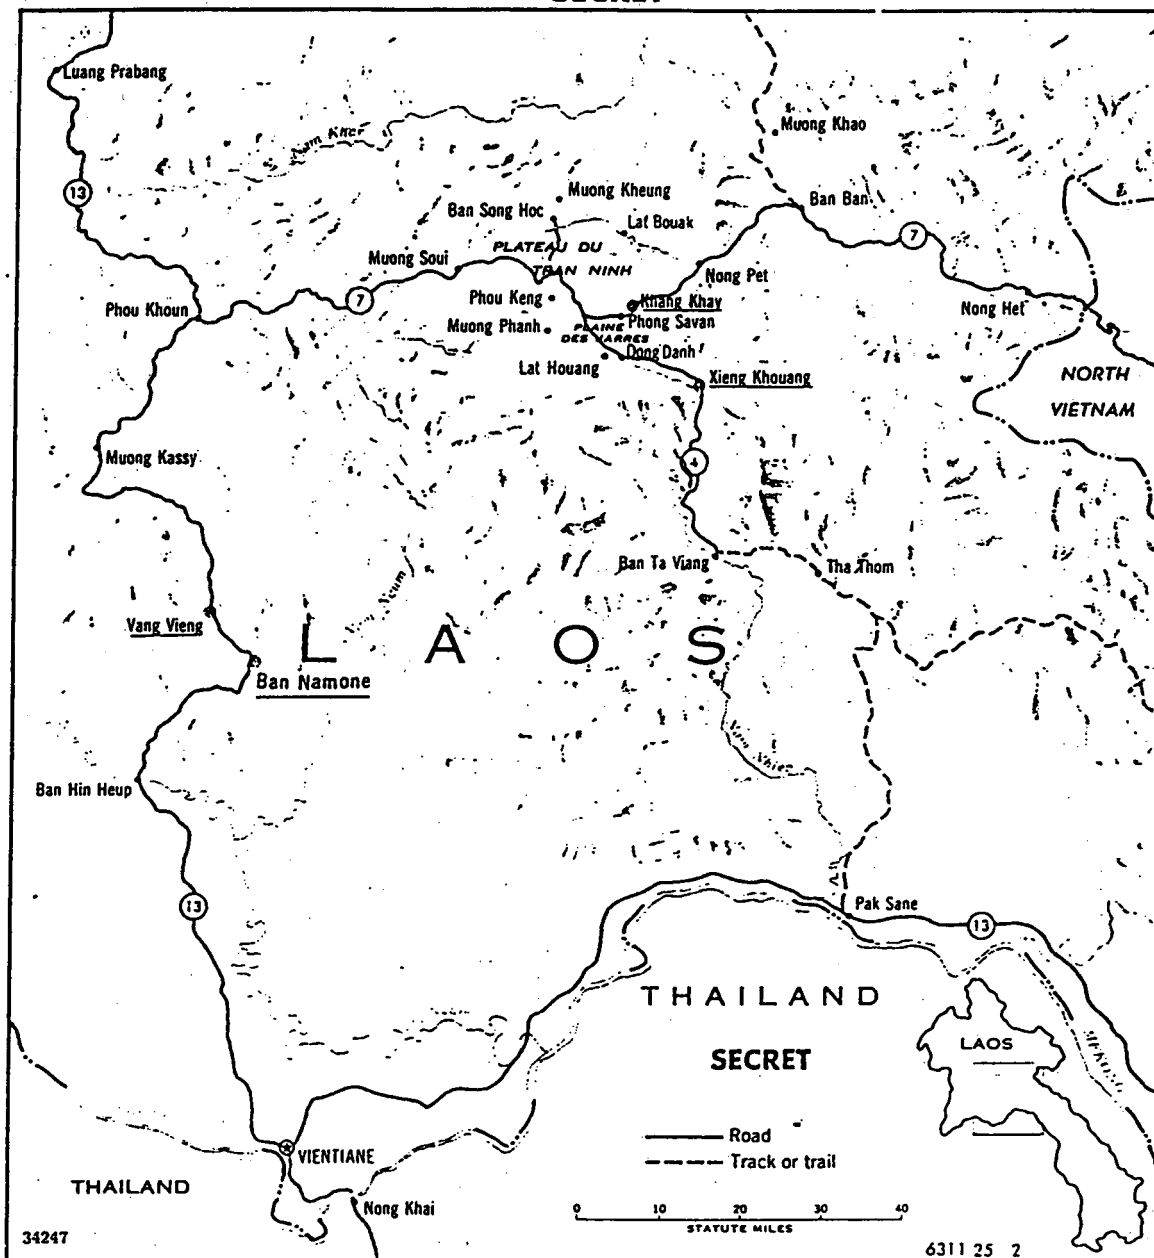 SECRET
Luang Prabang
Muong Khao
13
Muong Kheung
Ban Ban
Ban Song Hoc
Lat Bouak
7
PLATEAU DU
TRAN NINH
Muong Soui
Nong Pet
Phou Keng
Khang Khay
7
Phou Khoun
Nong Het
Phong Savan
Muong Phanh
PLAINE
DES JARRES
Dong Danh
Lat Houang
Xieng Khouang
NORTH
VIETNAM
Muong Kassy
4
Ban Ta Viang
Tha Thom
Vang Vieng
LAOS
Ban Namone
Ban Hin Heup
13
Pak Sane
13
THAILAND
SECRET
LAOS
Road
Track or trail
VIENTIANE
THAILAND
Nong Khai
0 10 20 30 40
STATUTE MILES
34247
6311 25 2